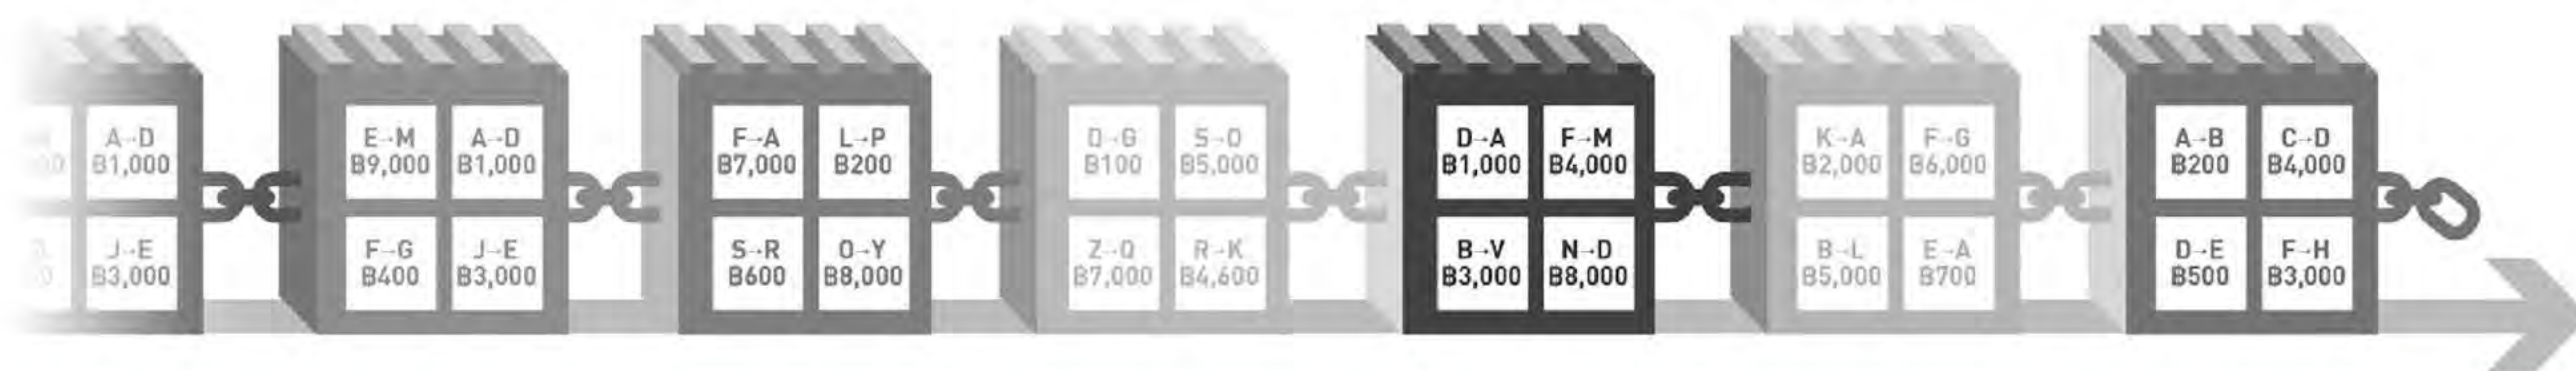 A→D
B1,000
J→E
B3,000
E→M
B9,000
A→D
B1,000
F→G
B400
J→E
B3,000
F→A
B7,000
L→P
B200
S→R
B600
O→Y
B8,000
D→G
B100
S→O
B5,000
Z→Q
B7,000
R→K
B4,600
D→A
B1,000
F→M
B4,000
B→V
B3,000
N→D
B8,000
K→A
B2,000
F→G
B6,000
B→L
B5,000
E→A
B700
A→B
B200
C→D
B4,000
D→E
B500
F→H
B3,000